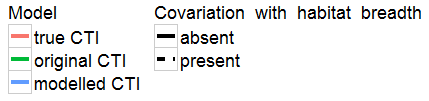 Model
true CTI
original CTI
modelled CTI
Covariation with habitat breadth
absent
present